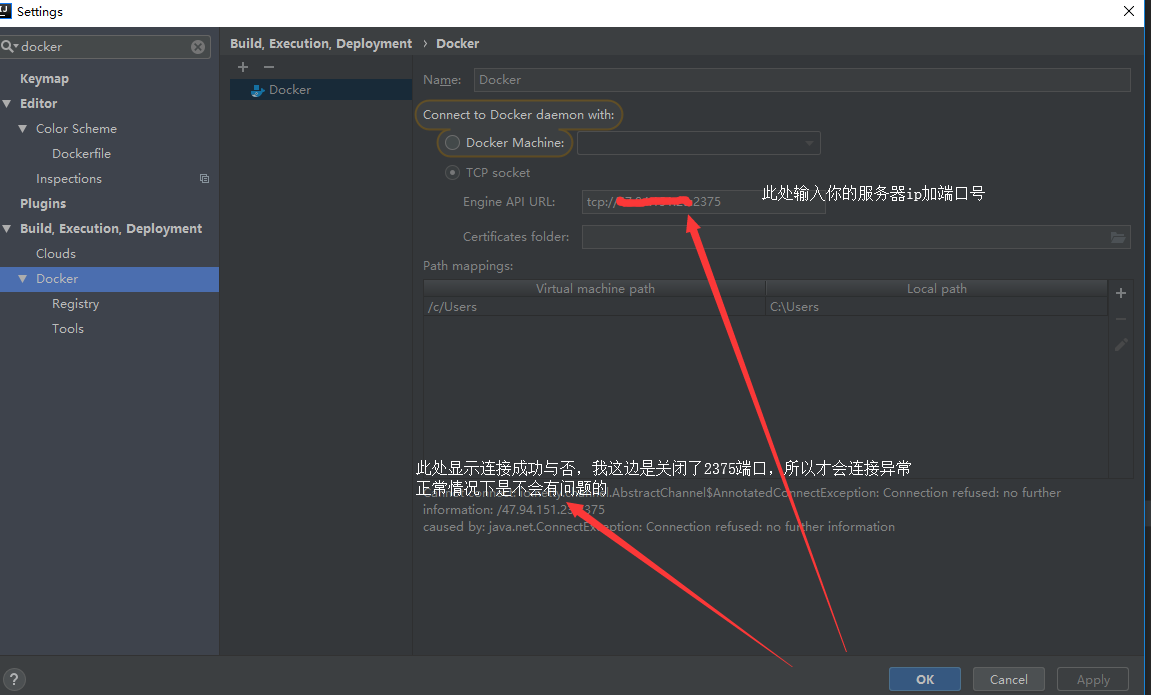 Settings
docker
Keymap
Editor
Color Scheme
Dockerfile
Inspections
Plugins
Build, Execution, Deployment
Clouds
Docker
Registry
Tools
Build, Execution, Deployment › Docker
Docker
Name: Docker
Connect to Docker daemon with:
Docker Machine:
TCP socket
Engine API URL: tcp:// 2375
此处输入你的服务器ip加端口号
Certificates folder:
Path mappings:
Virtual machine path Local path
/c/Users C:\Users
此处显示连接成功与否，我这边是关闭了2375端口，所以才会连接异常
正常情况下是不会有问题的
AbstractChannel$AnnotatedConnectException: Connection refused: no further
information: /47.94.151.23 2375
caused by: java.net.ConnectException: Connection refused: no further information
?
OK Cancel Apply